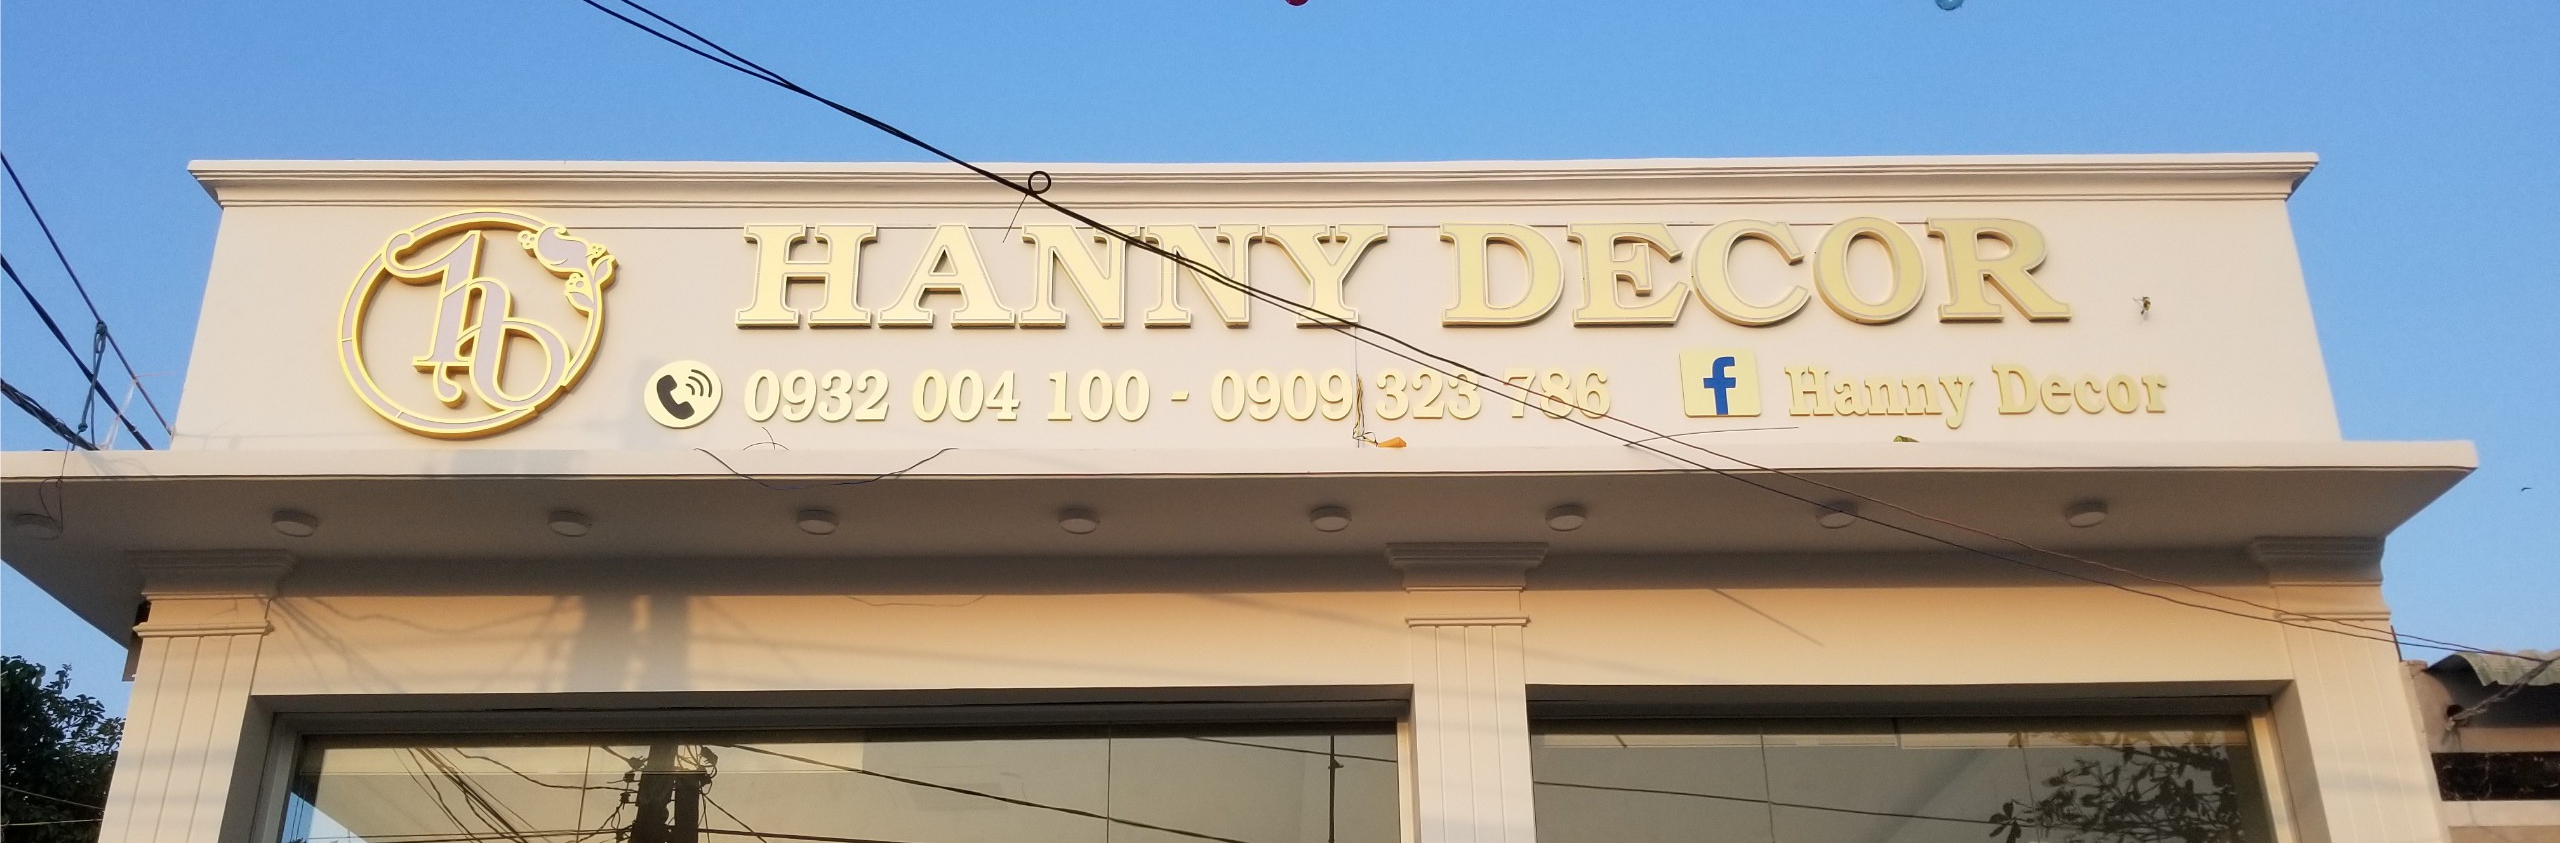 HANNY DECOR
0932 004 100 - 0909 323 786
Hanny Decor